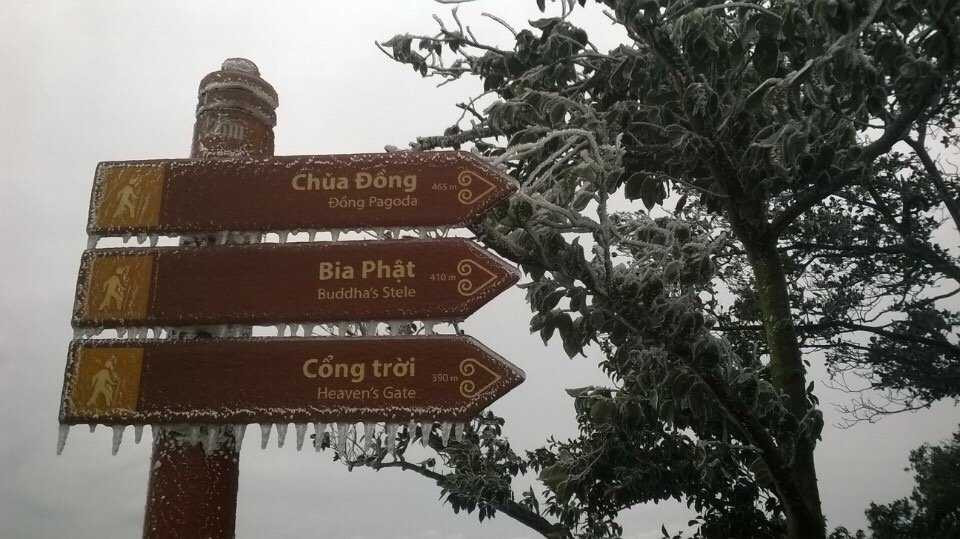 Chùa Đồng 465 m
Đồng Pagoda
Bia Phật 410 m
Buddha's Stele
Cổng trời 390 m
Heaven's Gate